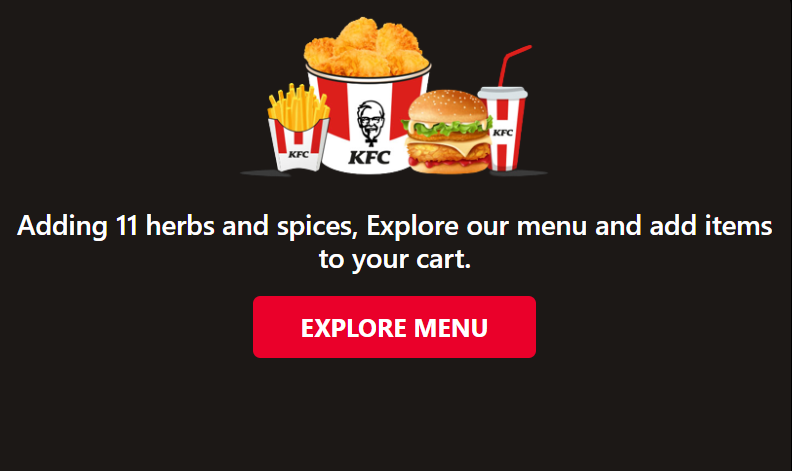 KFC
KFC
KFC
Adding 11 herbs and spices, Explore our menu and add items
to your cart.
EXPLORE MENU